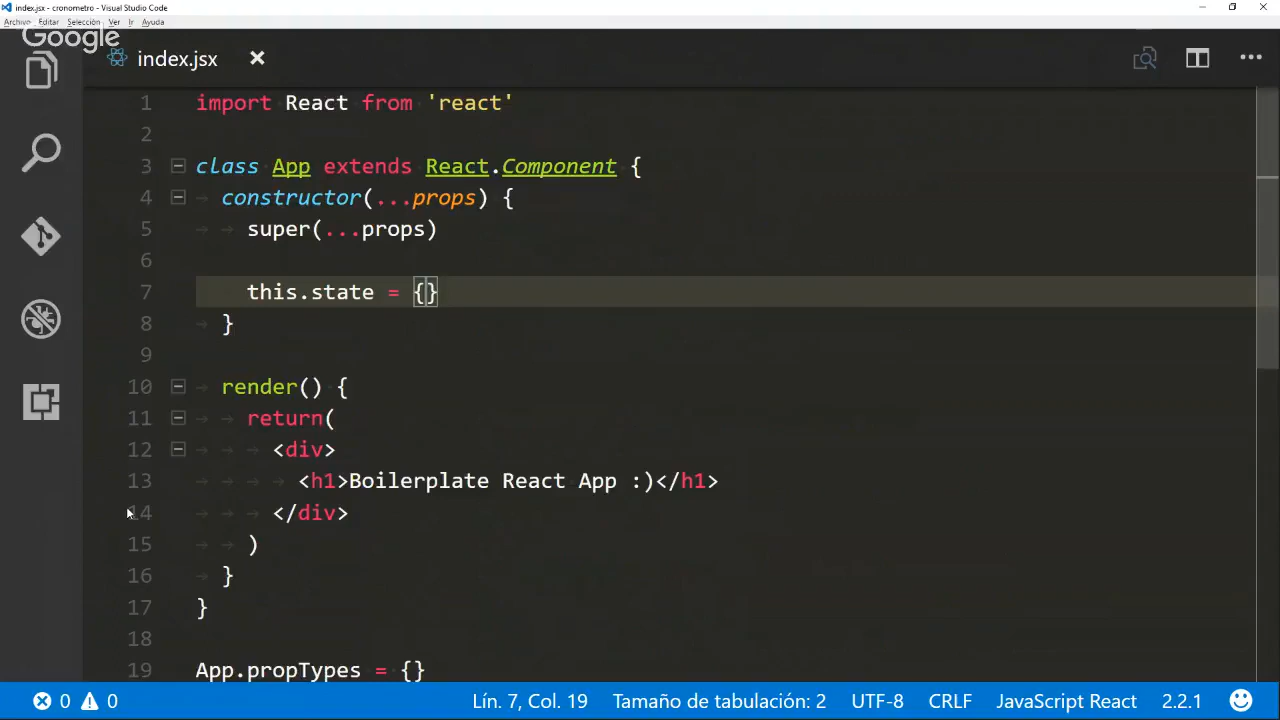 index.jsx - cronometro - Visual Studio Code
Archivo Editar Selección Ver Ir Ayuda
Google
index.jsx
1 import React from 'react'
2
3 class App extends React.Component {
4 constructor(...props) {
5 super(...props)
6
7 this.state = {}
8 }
9
10 render() {
11 return(
12 <div>
13 <h1>Boilerplate React App :)</h1>
14 </div>
15 )
16 }
17 }
18
19 App.propTypes = {}
0 0 Lín. 7, Col. 19 Tamaño de tabulación: 2 UTF-8 CRLF JavaScript React 2.2.1